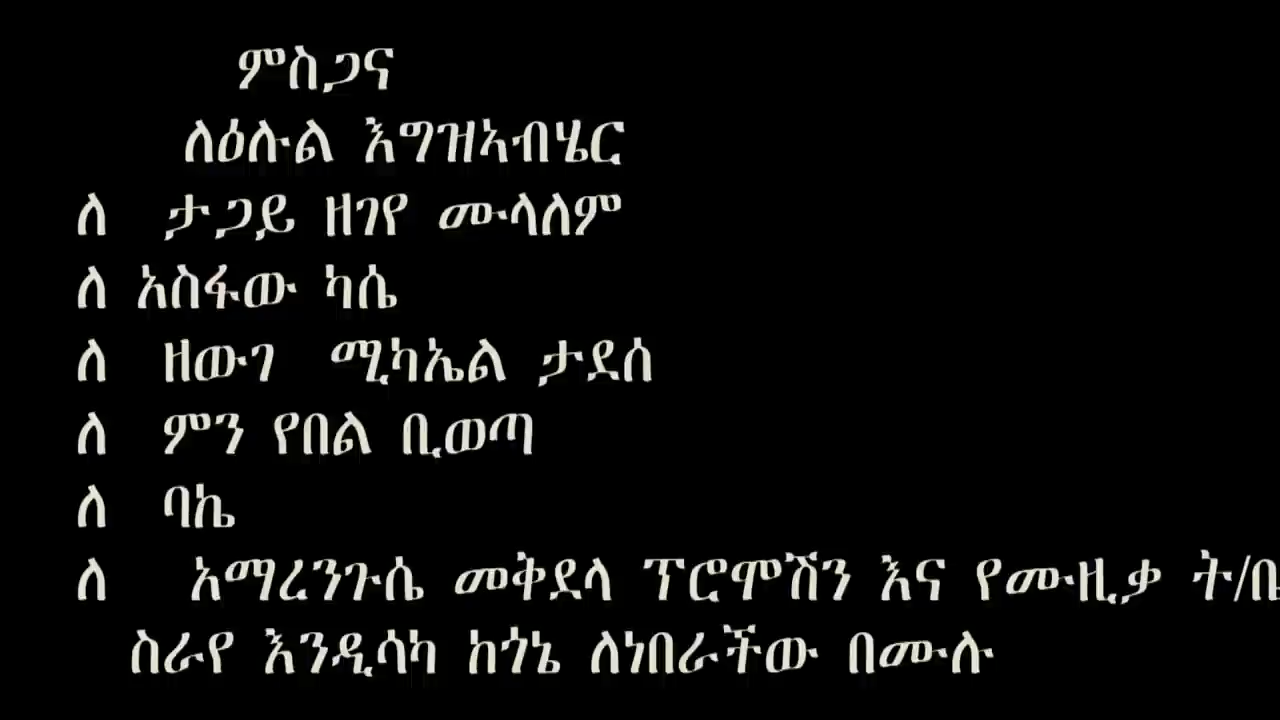 ምስጋና
ለዕሉል እግዝኣብሄር
ለ ታጋይ ዘገየ ሙላለም
ለ አስፋው ካሴ
ለ ዘውገ ሚካኤል ታደሰ
ለ ምን የበል ቢወጣ
ለ ባኬ
ለ አማረንጉሴ መቅደላ ፕሮሞሽን እና የሙዚቃ ት/ቤ
ስራየ እንዲሳካ ከጎኔ ለነበራችው በሙሉ